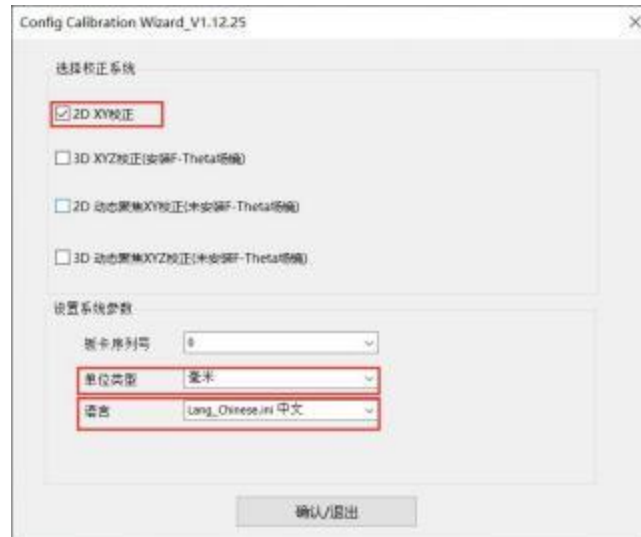 Config Calibration Wizard_V1.12.25
选择校正系统
2D XY校正
3D XYZ校正(安装F-Theta场镜)
2D 动态聚焦XY校正(未安装F-Theta场镜)
3D 动态聚焦XYZ校正(未安装F-Theta场镜)
设置系统参数
板卡序列号 0
单位类型 毫米
语言 Lang_Chinese.ini 中文
确认/退出